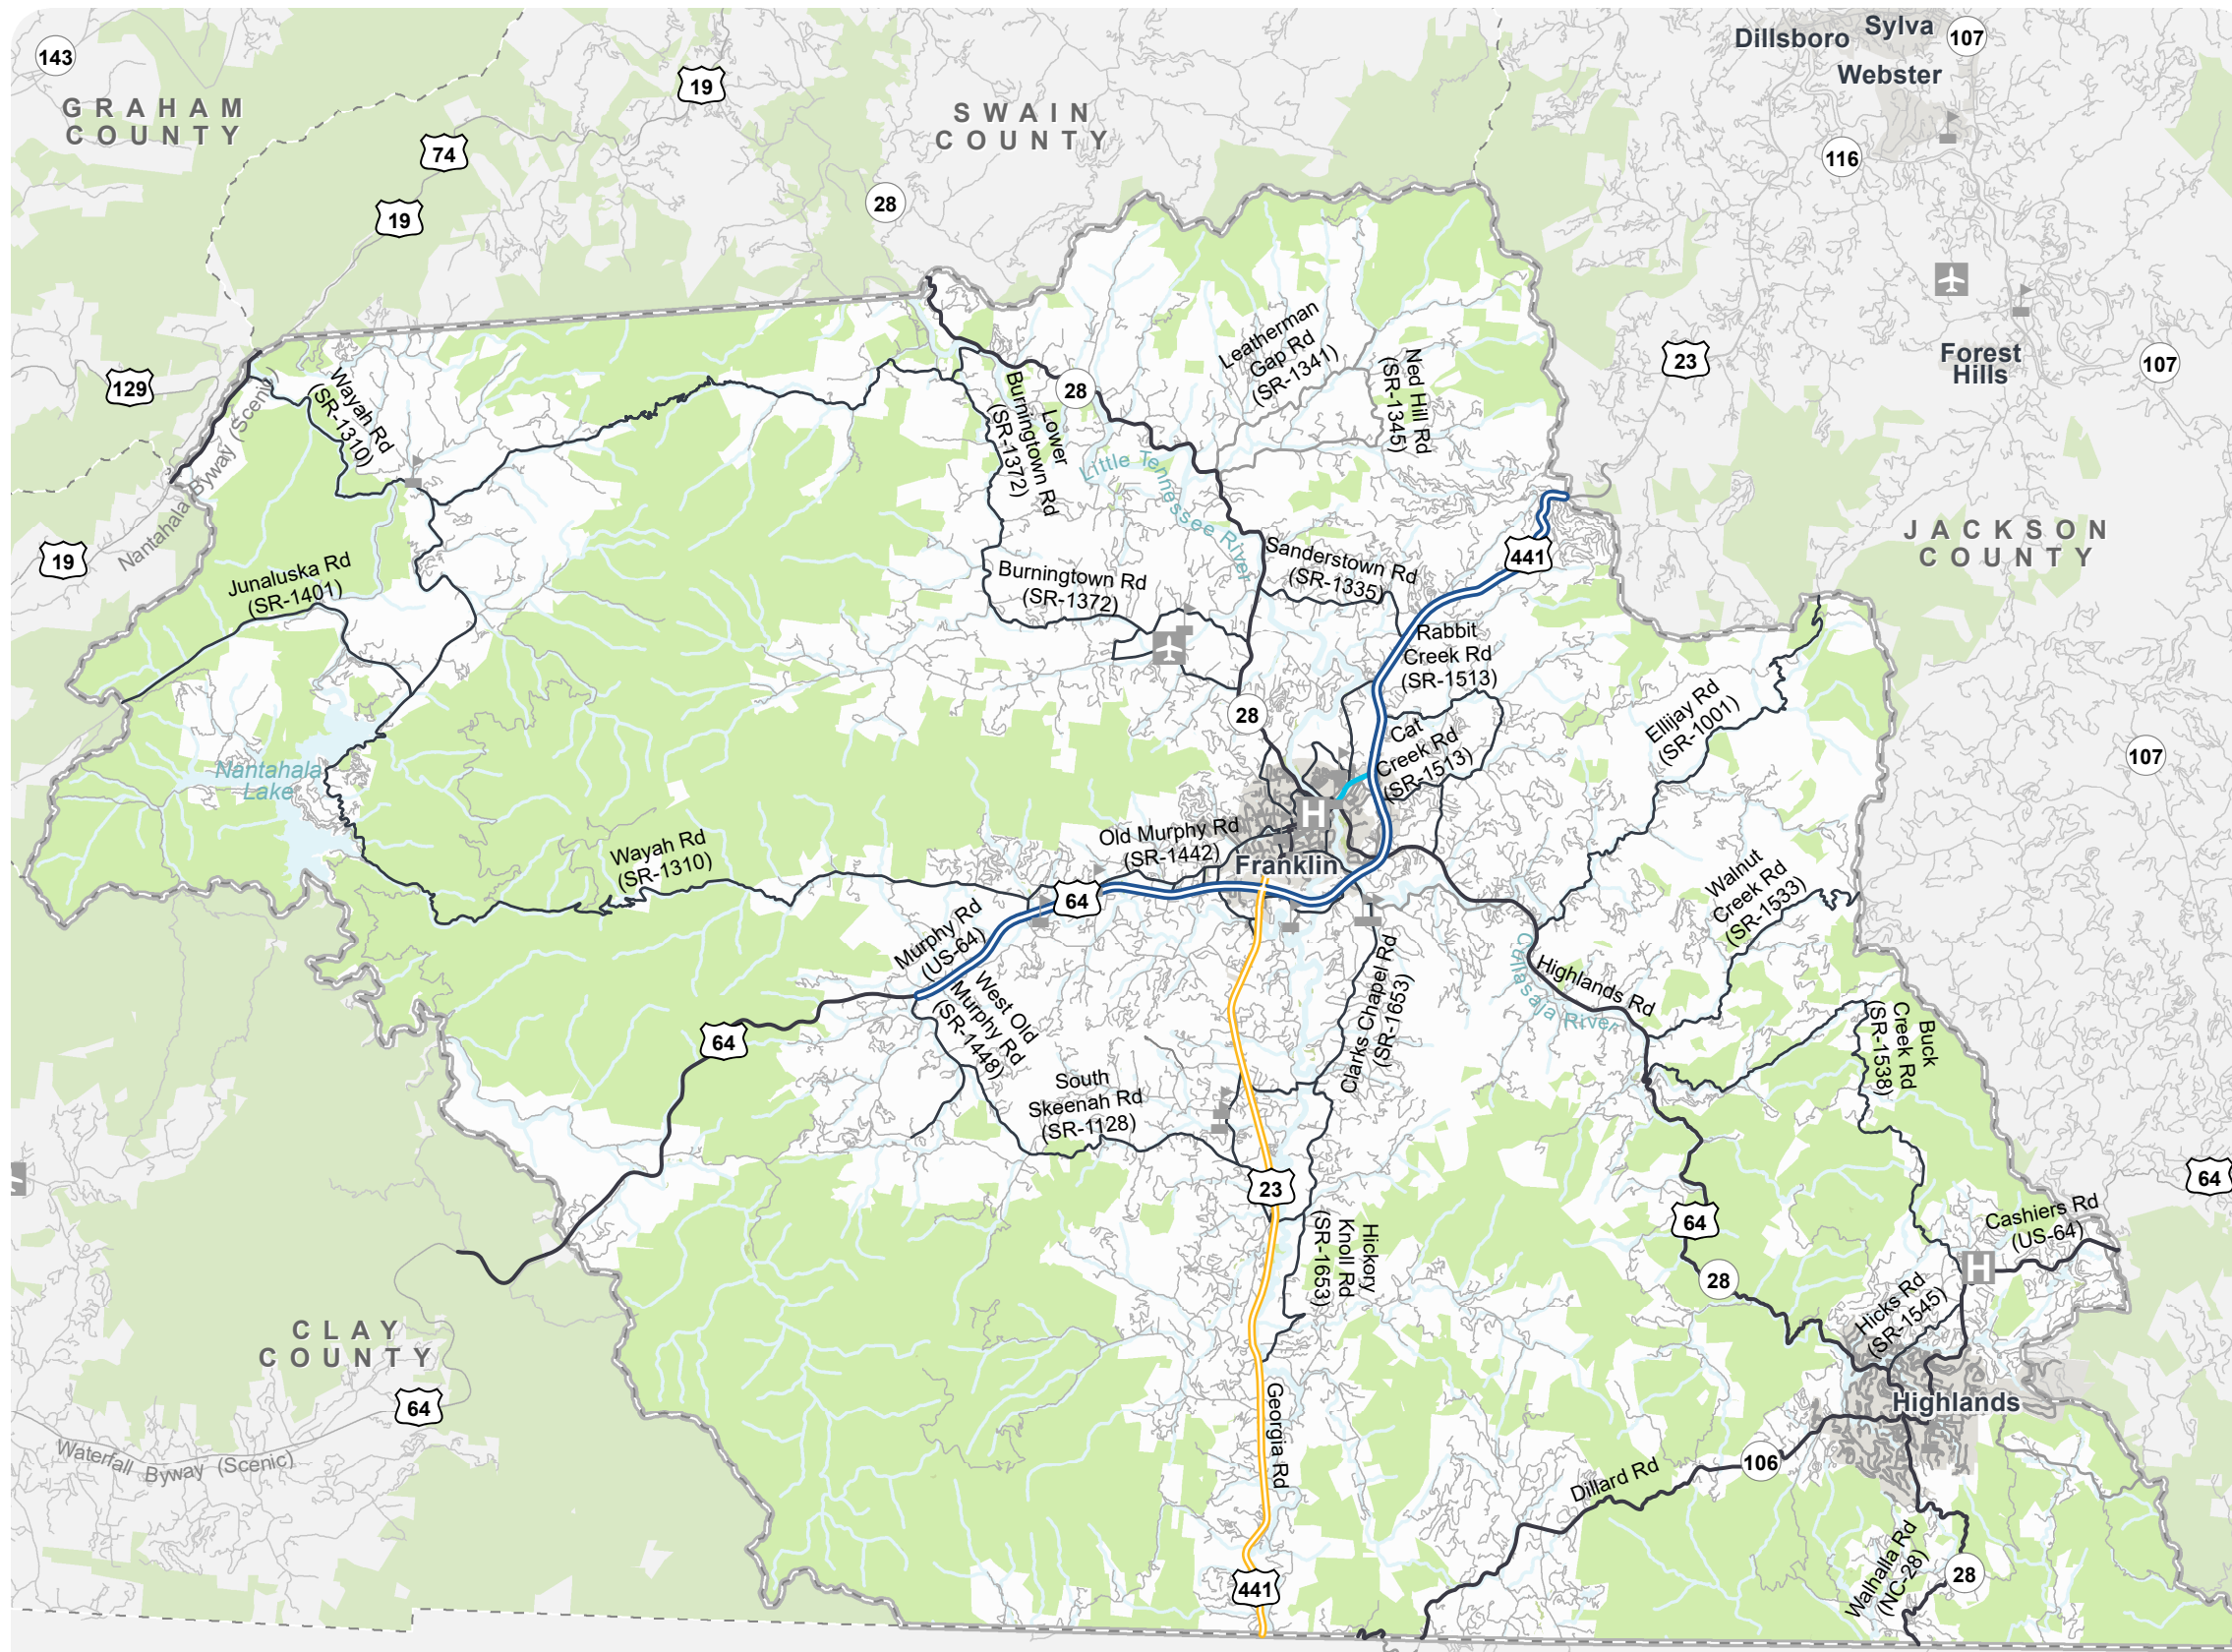 143
GRAHAM
COUNTY
19
74
19
SWAIN
COUNTY
28
Dillsboro
Sylva
107
Webster
116
23
Forest
Hills
107
129
Wayah Rd
(SR-1310)
Nantahala Byway (Scenic)
19
Junaluska Rd
(SR-1401)
Lower
Burningtown Rd
(SR-1372)
28
Leatherman
Gap Rd
(SR-1341)
Ned Hill Rd
(SR-1345)
Little Tennessee River
Burningtown Rd
(SR-1372)
Sanderstown Rd
(SR-1335)
441
JACKSON
COUNTY
Rabbit
Creek Rd
(SR-1513)
28
Cat
Creek Rd
(SR-1513)
Ellijay Rd
(SR-1001)
107
Nantahala
Lake
Wayah Rd
(SR-1310)
Old Murphy Rd
(SR-1442)
H
Franklin
64
Walnut
Creek Rd
(SR-1533)
Murphy Rd
(US-64)
West Old
Murphy Rd
(SR-1448)
64
Clarks Chapel Rd
(SR-1653)
Highlands Rd
Cullasaja River
Buck
Creek Rd
(SR-1538)
South
Skeenah Rd
(SR-1128)
23
Hickory
Knoll Rd
(SR-1653)
64
28
64
Cashiers Rd
(US-64)
H
Hicks Rd
(SR-1545)
CLAY
COUNTY
64
Waterfall Byway (Scenic)
Georgia Rd
Highlands
106
Dillard Rd
441
Walhalla Rd
(NC-28)
28